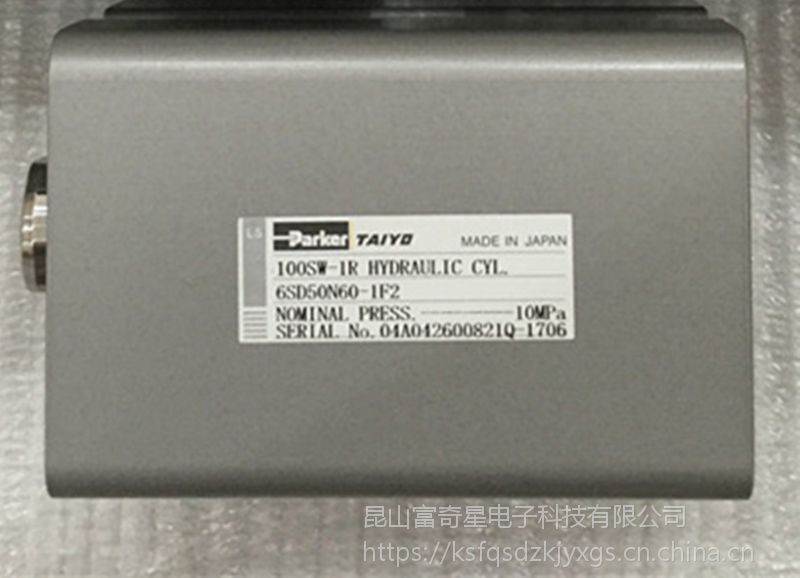 LS Parker TAIYO MADE IN JAPAN
100SW-1R HYDRAULIC CYL.
6SD50N60-1F2
NOMINAL PRESS. 10MPa
SERIAL No. 04A042600821Q-1706
昆山富奇星电子科技有限公司
https://ksfqsdzkjyxgs.cn.china.cn